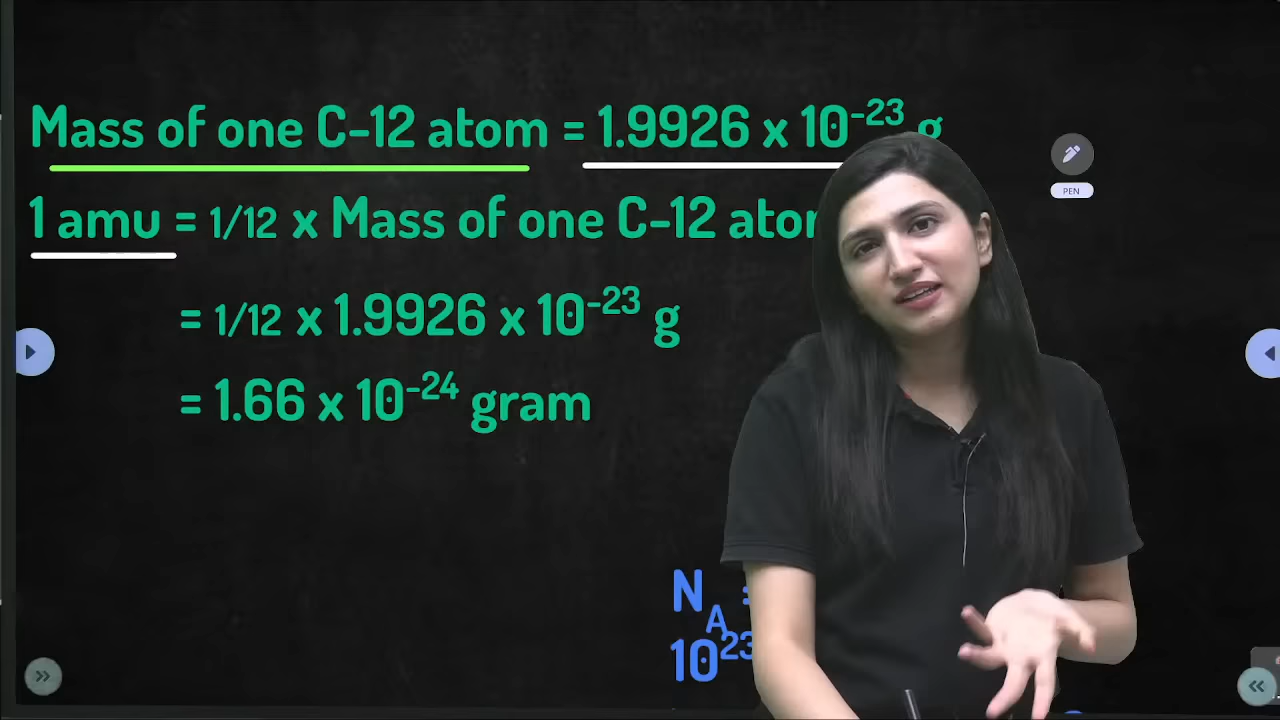 Mass of one C-12 atom = 1.9926 x 10⁻²³ g
PEN
1 amu = 1/12 x Mass of one C-12
= 1/12 x 1.9926 x 10⁻²³ g
= 1.66 x 10⁻²⁴ gram
N_A =
10²³